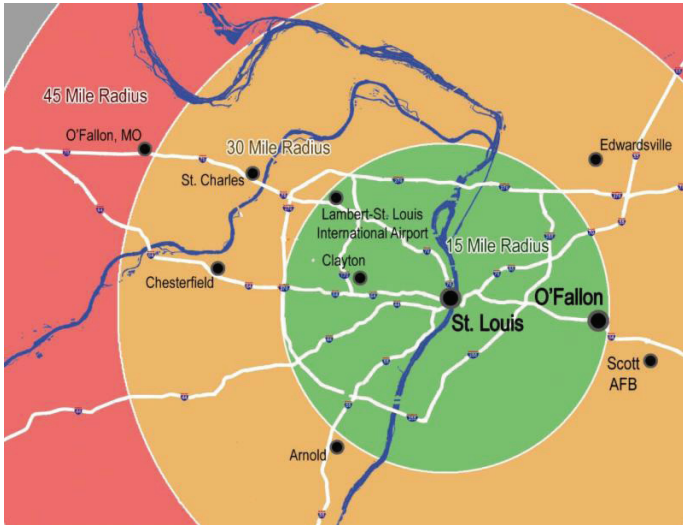 45 Mile Radius
O'Fallon, MO
30 Mile Radius
Edwardsville
St. Charles
Lambert-St. Louis
International Airport
15 Mile Radius
Clayton
Chesterfield
O'Fallon
St. Louis
Scott
AFB
Arnold